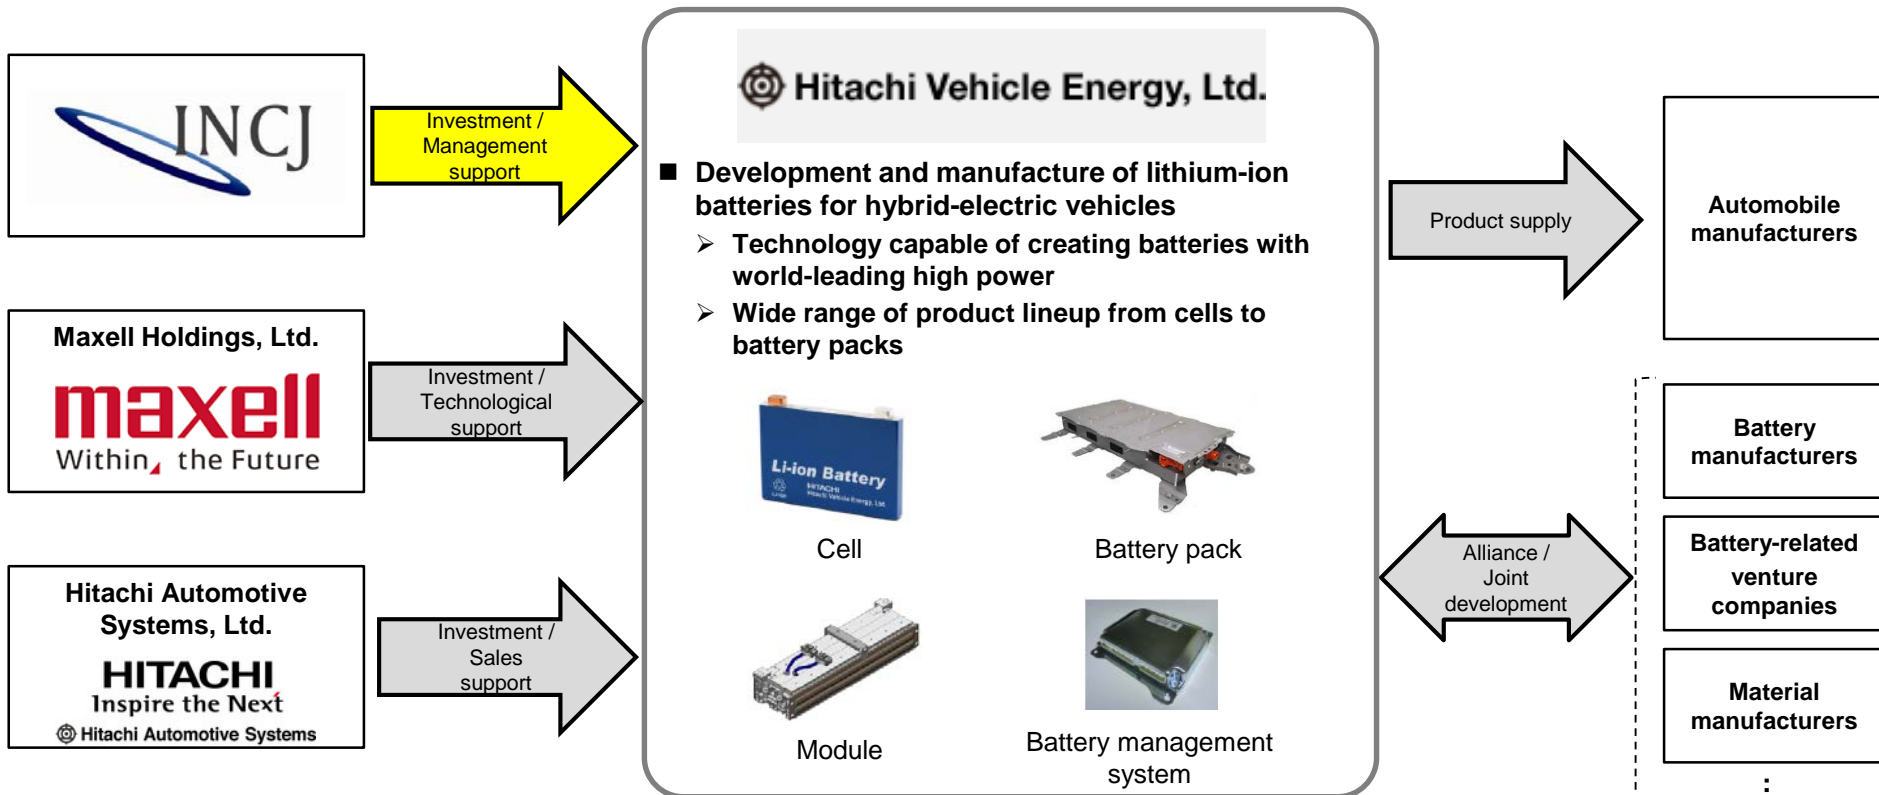 INCJ
Investment /
Management
support
Maxell Holdings, Ltd.
maxell
Within, the Future
Investment /
Technological
support
Hitachi Automotive
Systems, Ltd.
HITACHI
Inspire the Next
Hitachi Automotive Systems
Investment /
Sales
support
Hitachi Vehicle Energy, Ltd.
■ Development and manufacture of lithium-ion
batteries for hybrid-electric vehicles
➢ Technology capable of creating batteries with
world-leading high power
➢ Wide range of product lineup from cells to
battery packs
Li-ion Battery
HITACHI
Hitachi Vehicle Energy, Ltd.
Cell
Battery pack
Module
Battery management
system
Product supply
Automobile
manufacturers
Alliance /
Joint
development
Battery
manufacturers
Battery-related
venture
companies
Material
manufacturers
: